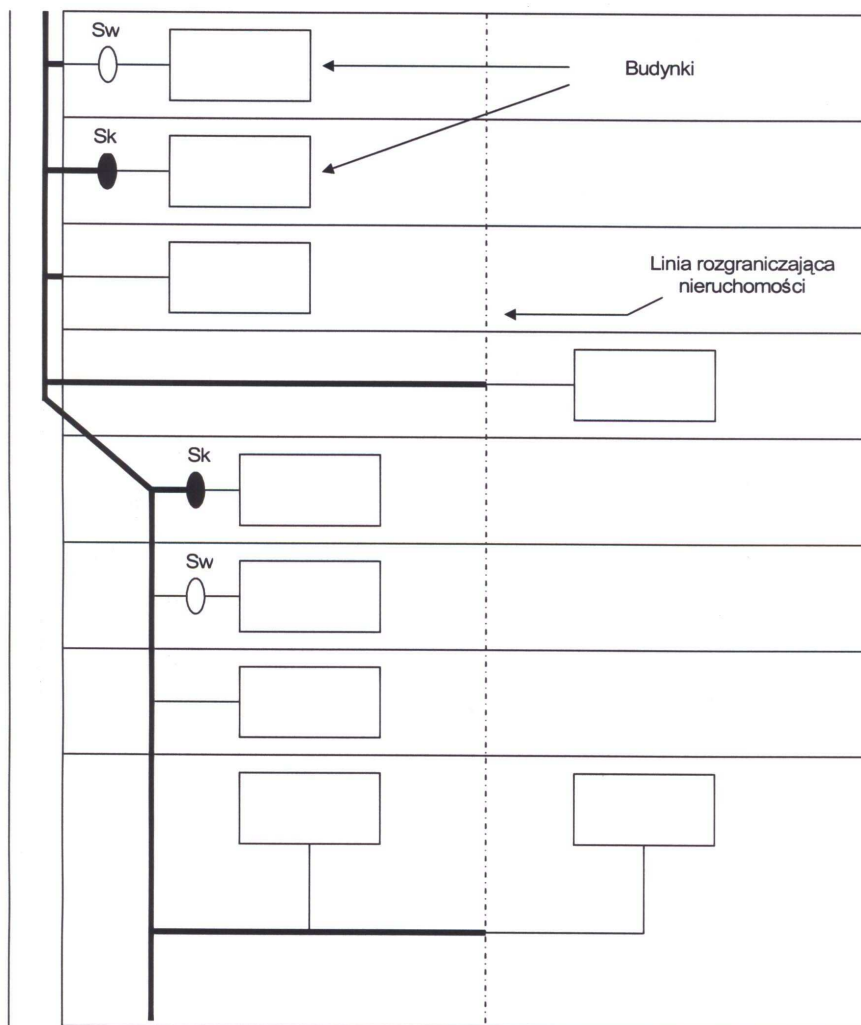 Sw
Budynki
Sk
Linia rozgraniczająca
nieruchomości
Sk
Sw